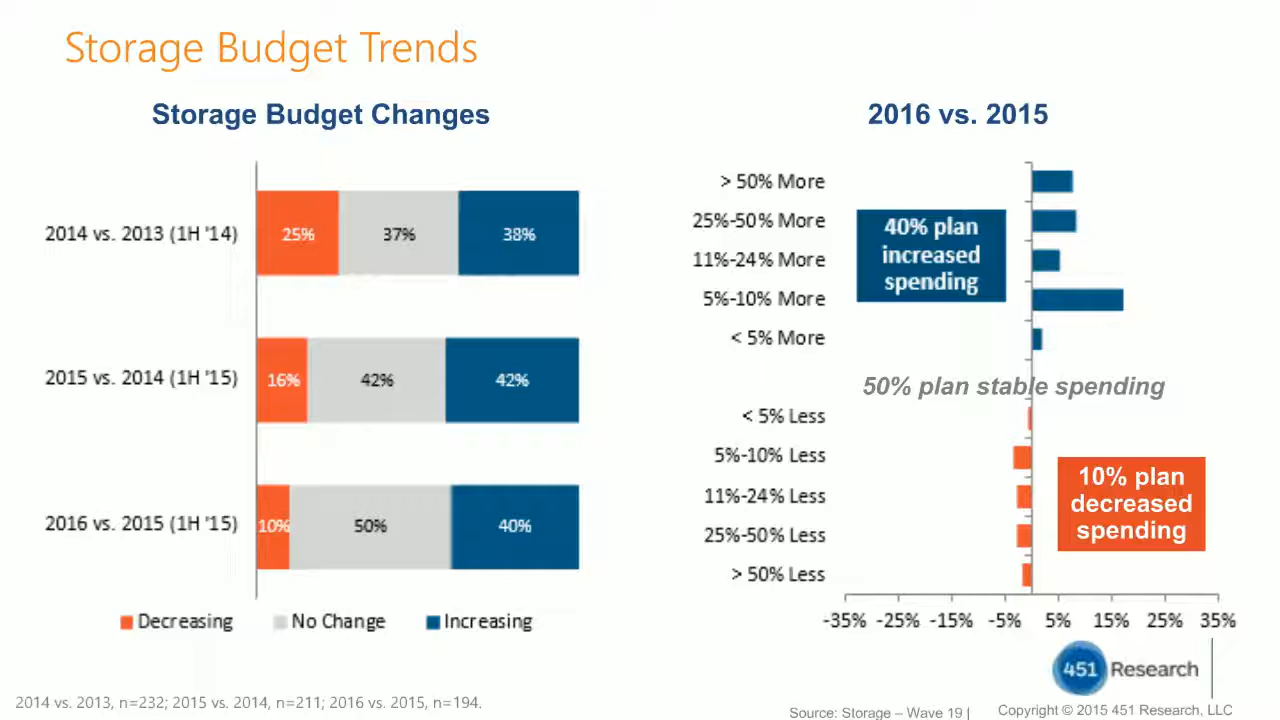 Storage Budget Trends
Storage Budget Changes
2014 vs. 2013 (1H '14)
25%
37%
38%
2015 vs. 2014 (1H '15)
16%
42%
42%
2016 vs. 2015 (1H '15)
10%
50%
40%
Decreasing
No Change
Increasing
2016 vs. 2015
> 50% More
25%-50% More
11%-24% More
5%-10% More
< 5% More
40% plan
increased
spending
50% plan stable spending
< 5% Less
5%-10% Less
11%-24% Less
25%-50% Less
> 50% Less
10% plan
decreased
spending
-35% -25% -15% -5% 5% 15% 25% 35%
451 Research
2014 vs. 2013, n=232; 2015 vs. 2014, n=211; 2016 vs. 2015, n=194.
Source: Storage – Wave 19 |
Copyright © 2015 451 Research, LLC